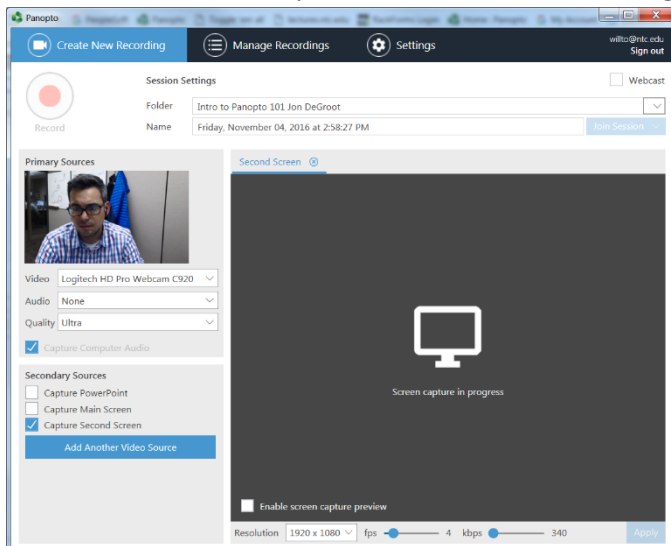 Panopto
Create New Recording
Manage Recordings
Settings
willto@ntc.edu
Sign out
Session Settings
Webcast
Folder Intro to Panopto 101 Jon DeGroot
Record
Name Friday, November 04, 2016 at 2:58:27 PM
Join Session
Primary Sources
Second Screen
Video Logitech HD Pro Webcam C920
Audio None
Quality Ultra
Capture Computer Audio
Screen capture in progress
Secondary Sources
Capture PowerPoint
Capture Main Screen
Capture Second Screen
Add Another Video Source
Enable screen capture preview
Resolution 1920 x 1080 fps 4 kbps 340 Apply